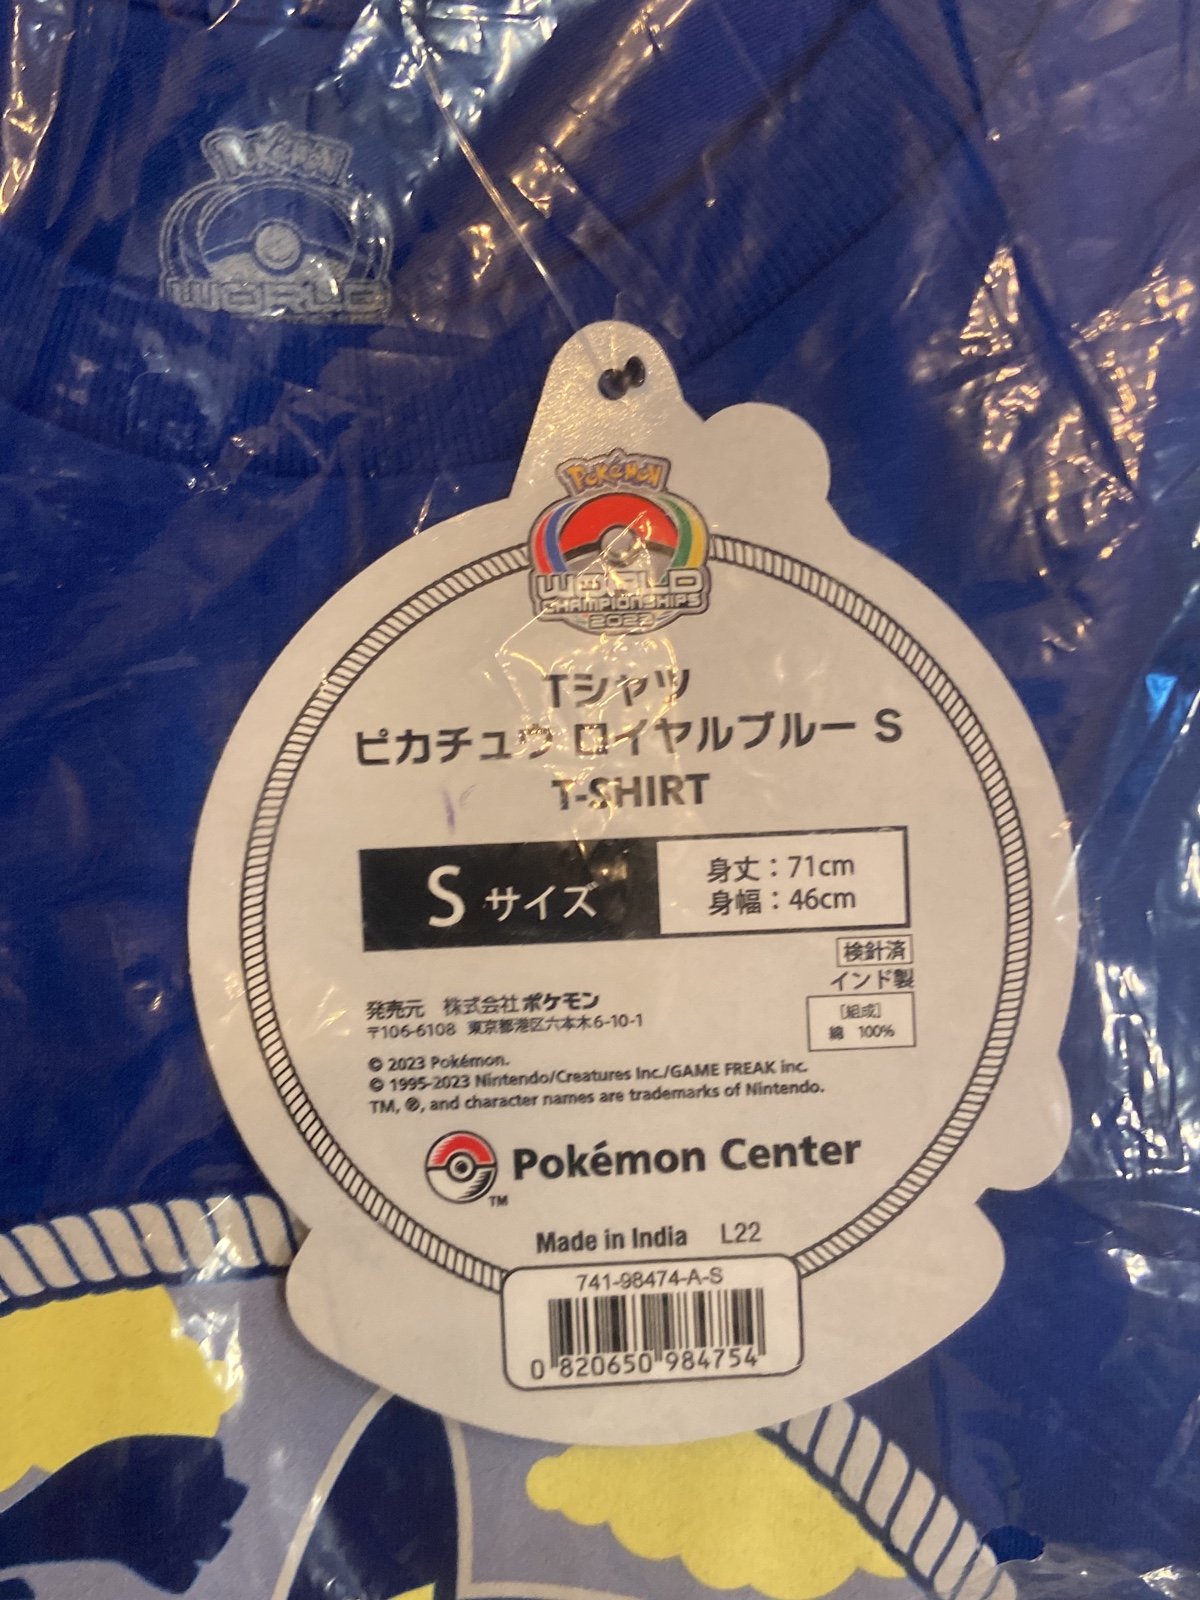 Pokémon
WORLD
Pokémon
WORLD
CHAMPIONSHIPS
Tシャツ
ピカチュウ ロイヤルブルー S
T-SHIRT
S サイズ
身丈：71cm
身幅：46cm
検針済
インド製
[組成]
綿 100%
発売元 株式会社ポケモン
〒106-6108 東京都港区六本木6-10-1
© 2023 Pokémon.
© 1995-2023 Nintendo/Creatures Inc./GAME FREAK inc.
TM, ®, and character names are trademarks of Nintendo.
Pokémon Center
TM
Made in India L22
741-98474-A-S
0 820650 984754